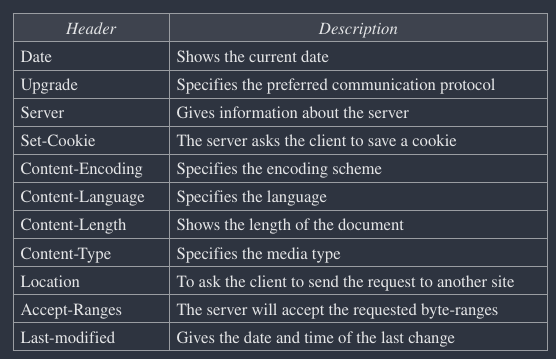 Header Description
Date Shows the current date
Upgrade Specifies the preferred communication protocol
Server Gives information about the server
Set-Cookie The server asks the client to save a cookie
Content-Encoding Specifies the encoding scheme
Content-Language Specifies the language
Content-Length Shows the length of the document
Content-Type Specifies the media type
Location To ask the client to send the request to another site
Accept-Ranges The server will accept the requested byte-ranges
Last-modified Gives the date and time of the last change